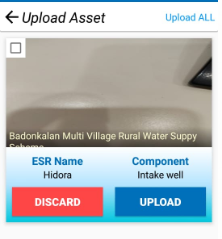 ← Upload Asset Upload ALL
Badonkalan Multi Village Rural Water Suppy
Scheme
ESR Name Component
Hidora Intake well
DISCARD UPLOAD